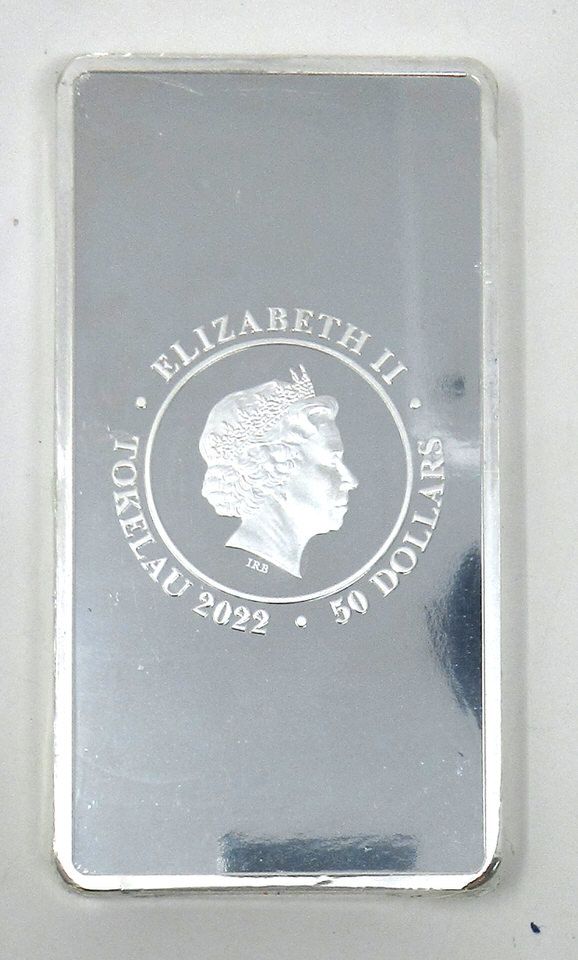 • ELIZABETH II •
TOKELAU 2022 • 50 DOLLARS
IRB